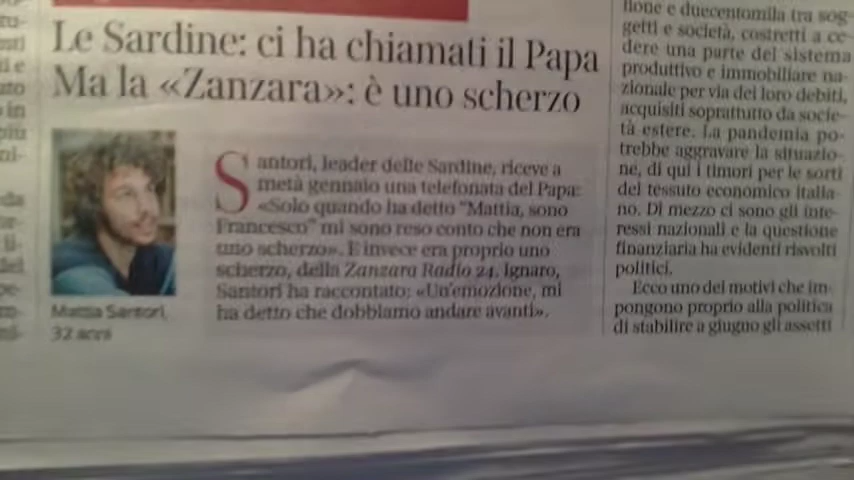 Le Sardine: ci ha chiamati il Papa
Ma la «Zanzara»: è uno scherzo
Santori, leader delle Sardine, riceve a
metà gennaio una telefonata del Papa:
«Solo quando ha detto "Mattia, sono
Francesco" mi sono reso conto che non era
uno scherzo». E invece era proprio uno
scherzo, della Zanzara Radio 24. Ignaro,
Santori ha raccontato: «Un'emozione, mi
ha detto che dobbiamo andare avanti».
Mattia Santori,
32 anni
lione e duecentomila tra sog-
getti e società, costretti a ce-
dere una parte del sistema
produttivo e immobiliare na-
zionale per via dei loro debiti,
acquisiti soprattutto da socie-
tà estere. La pandemia po-
trebbe aggravare la situazio-
ne, di qui i timori per le sorti
del tessuto economico italia-
no. Di mezzo ci sono gli inte-
ressi nazionali e la questione
finanziaria ha evidenti risvolti
politici.
Ecco uno dei motivi che im-
pongono proprio alla politica
di stabilire a giugno gli assetti